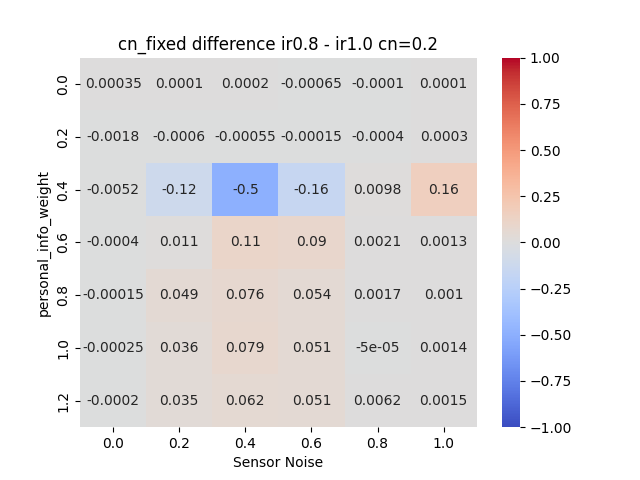 cn_fixed difference ir0.8 - ir1.0 cn=0.2
personal_info_weight
0.0 0.00035 0.0001 0.0002 -0.00065 -0.0001 0.0001
0.2 -0.0018 -0.0006 -0.00055 -0.00015 -0.0004 0.0003
0.4 -0.0052 -0.12 -0.5 -0.16 0.0098 0.16
0.6 -0.0004 0.011 0.11 0.09 0.0021 0.0013
0.8 -0.00015 0.049 0.076 0.054 0.0017 0.001
1.0 -0.00025 0.036 0.079 0.051 -5e-05 0.0014
1.2 -0.0002 0.035 0.062 0.051 0.0062 0.0015
0.0 0.2 0.4 0.6 0.8 1.0
Sensor Noise
1.00
0.75
0.50
0.25
0.00
−0.25
−0.50
−0.75
−1.00